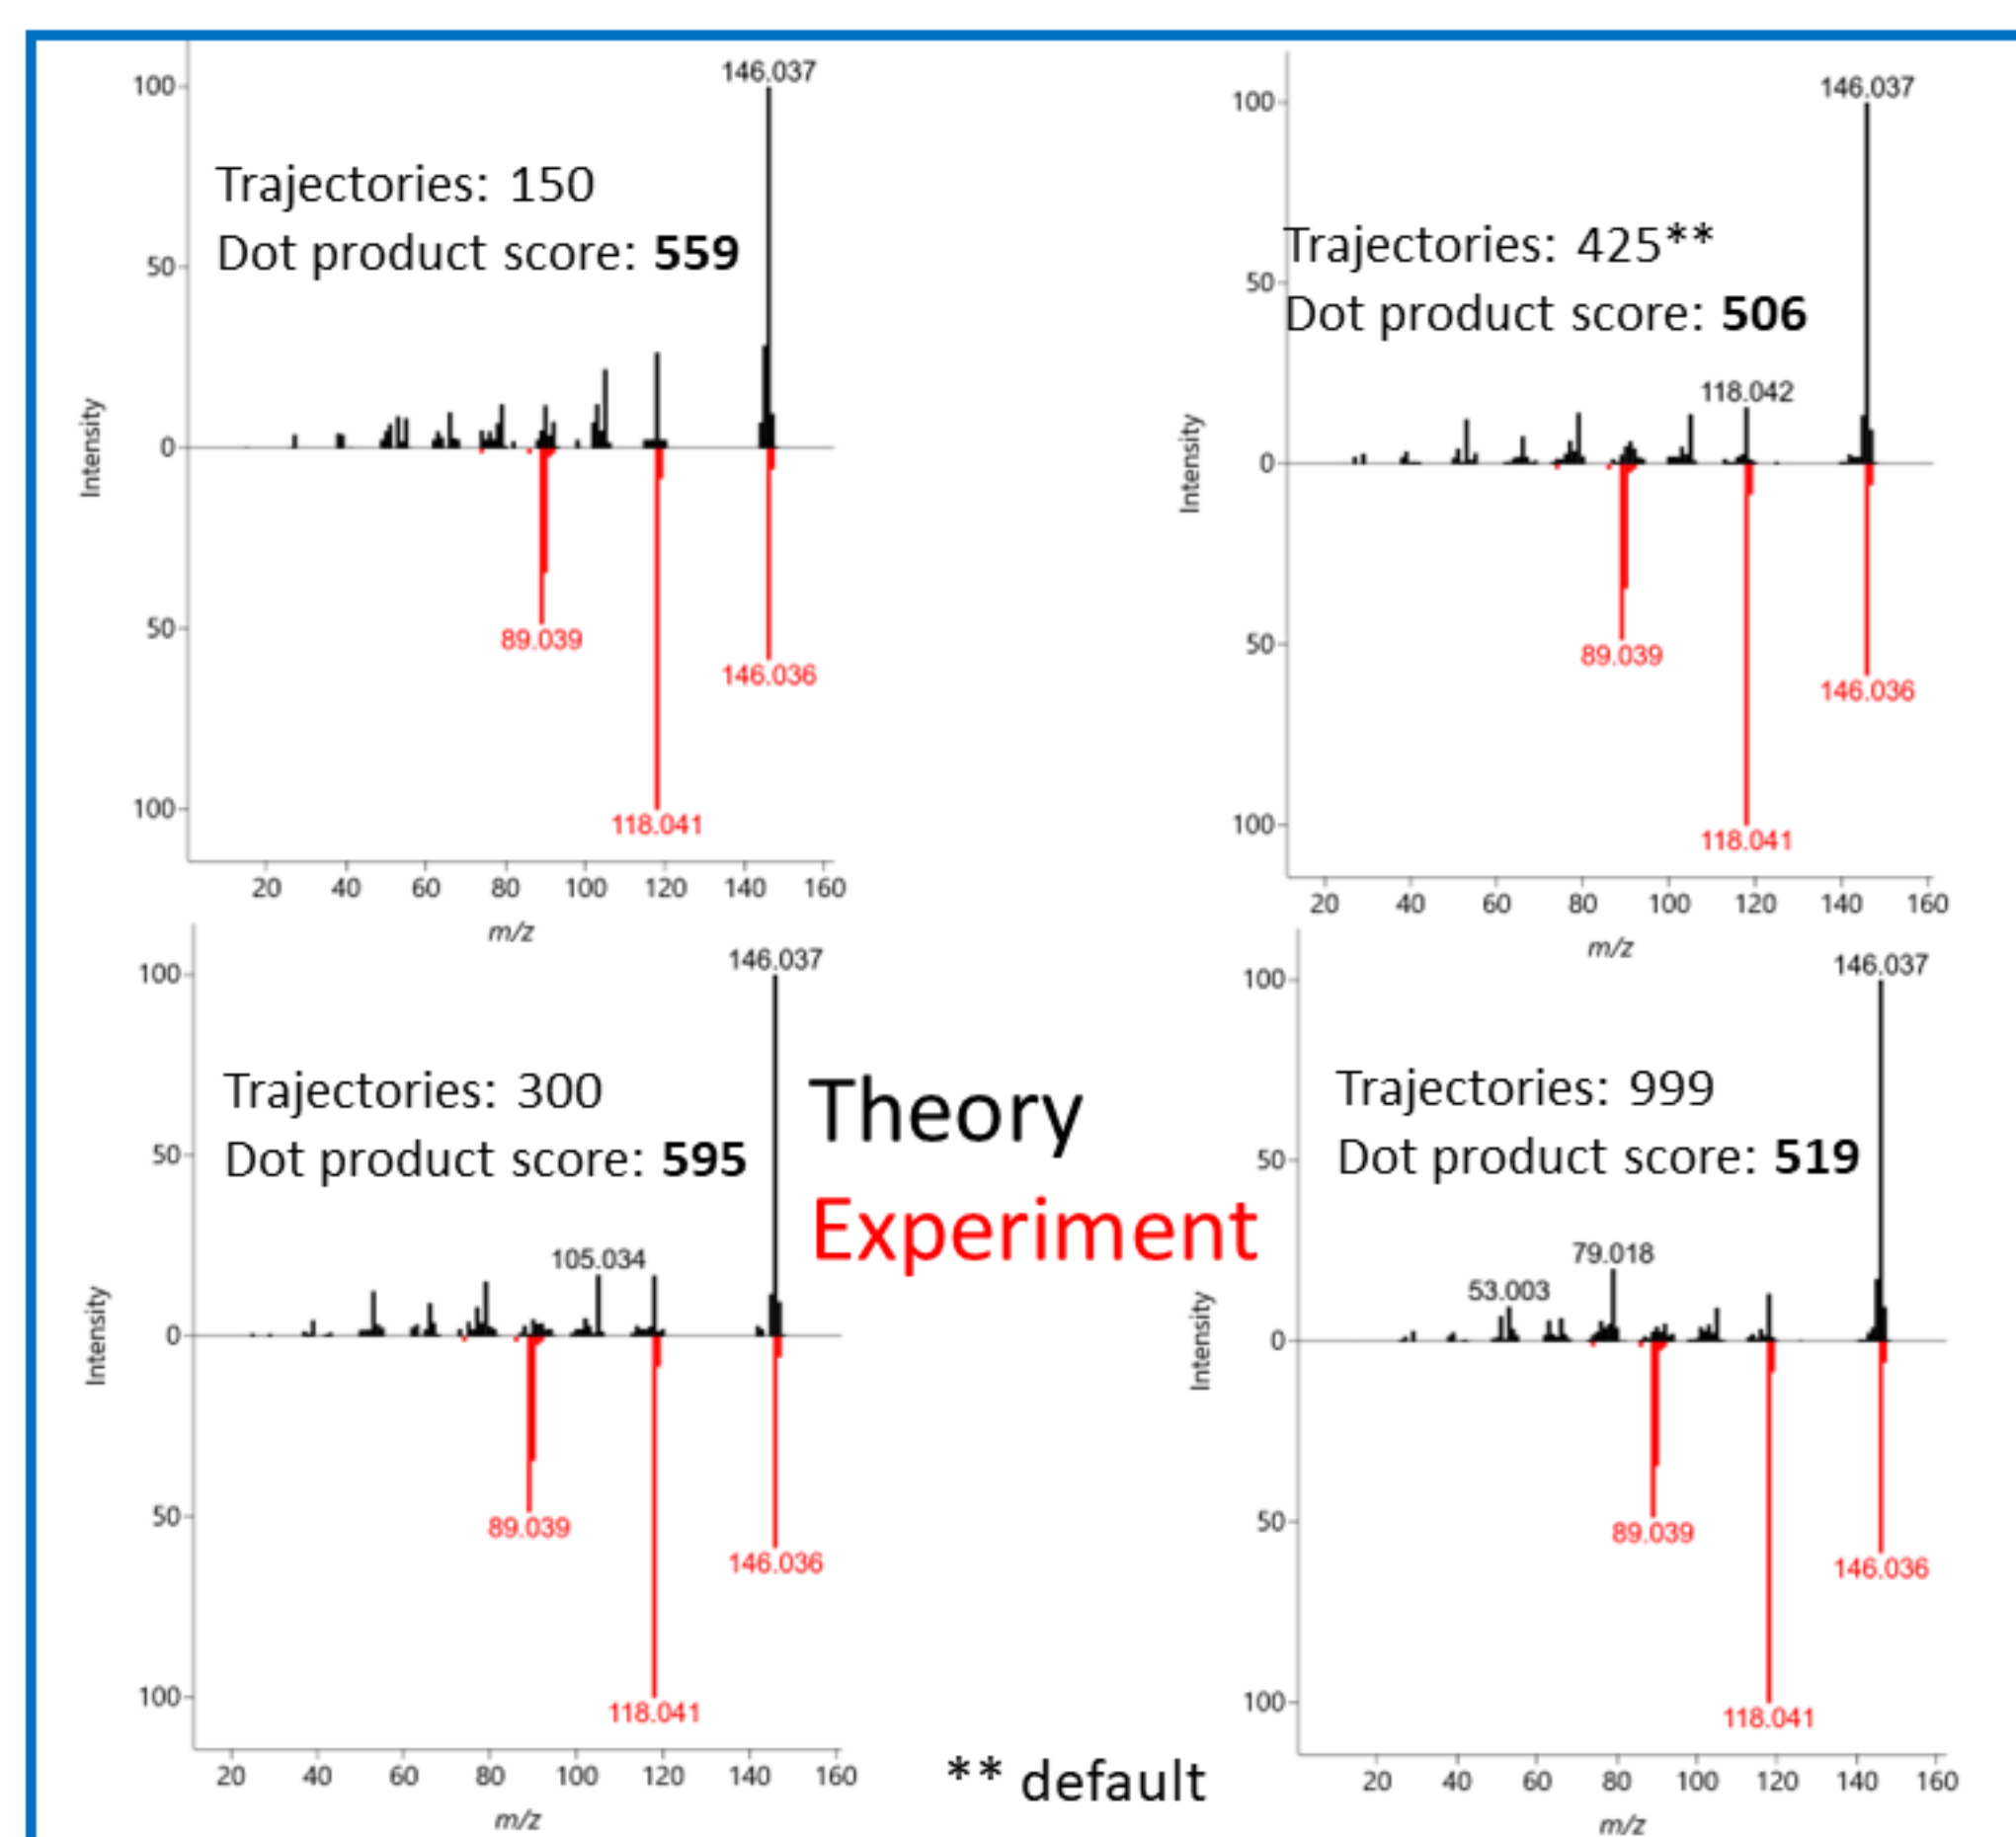 146.037
100
Trajectories: 150
Dot product score: 559
50
0
Intensity
50
89.039
146.036
100
118.041
20 40 60 80 100 120 140 160
m/z
146.037
100
Trajectories: 425**
50
Dot product score: 506
118.042
0
Intensity
50
89.039
146.036
100
118.041
20 40 60 80 100 120 140 160
m/z
146.037
100
Trajectories: 300
50
Dot product score: 595
105.034
0
Intensity
50
89.039
146.036
100
118.041
20 40 60 80 100 120 140 160
m/z
Theory
Experiment
** default
146.037
100
Trajectories: 999
50
Dot product score: 519
79.018
53.003
0
Intensity
50
89.039
146.036
100
118.041
20 40 60 80 100 120 140 160
m/z